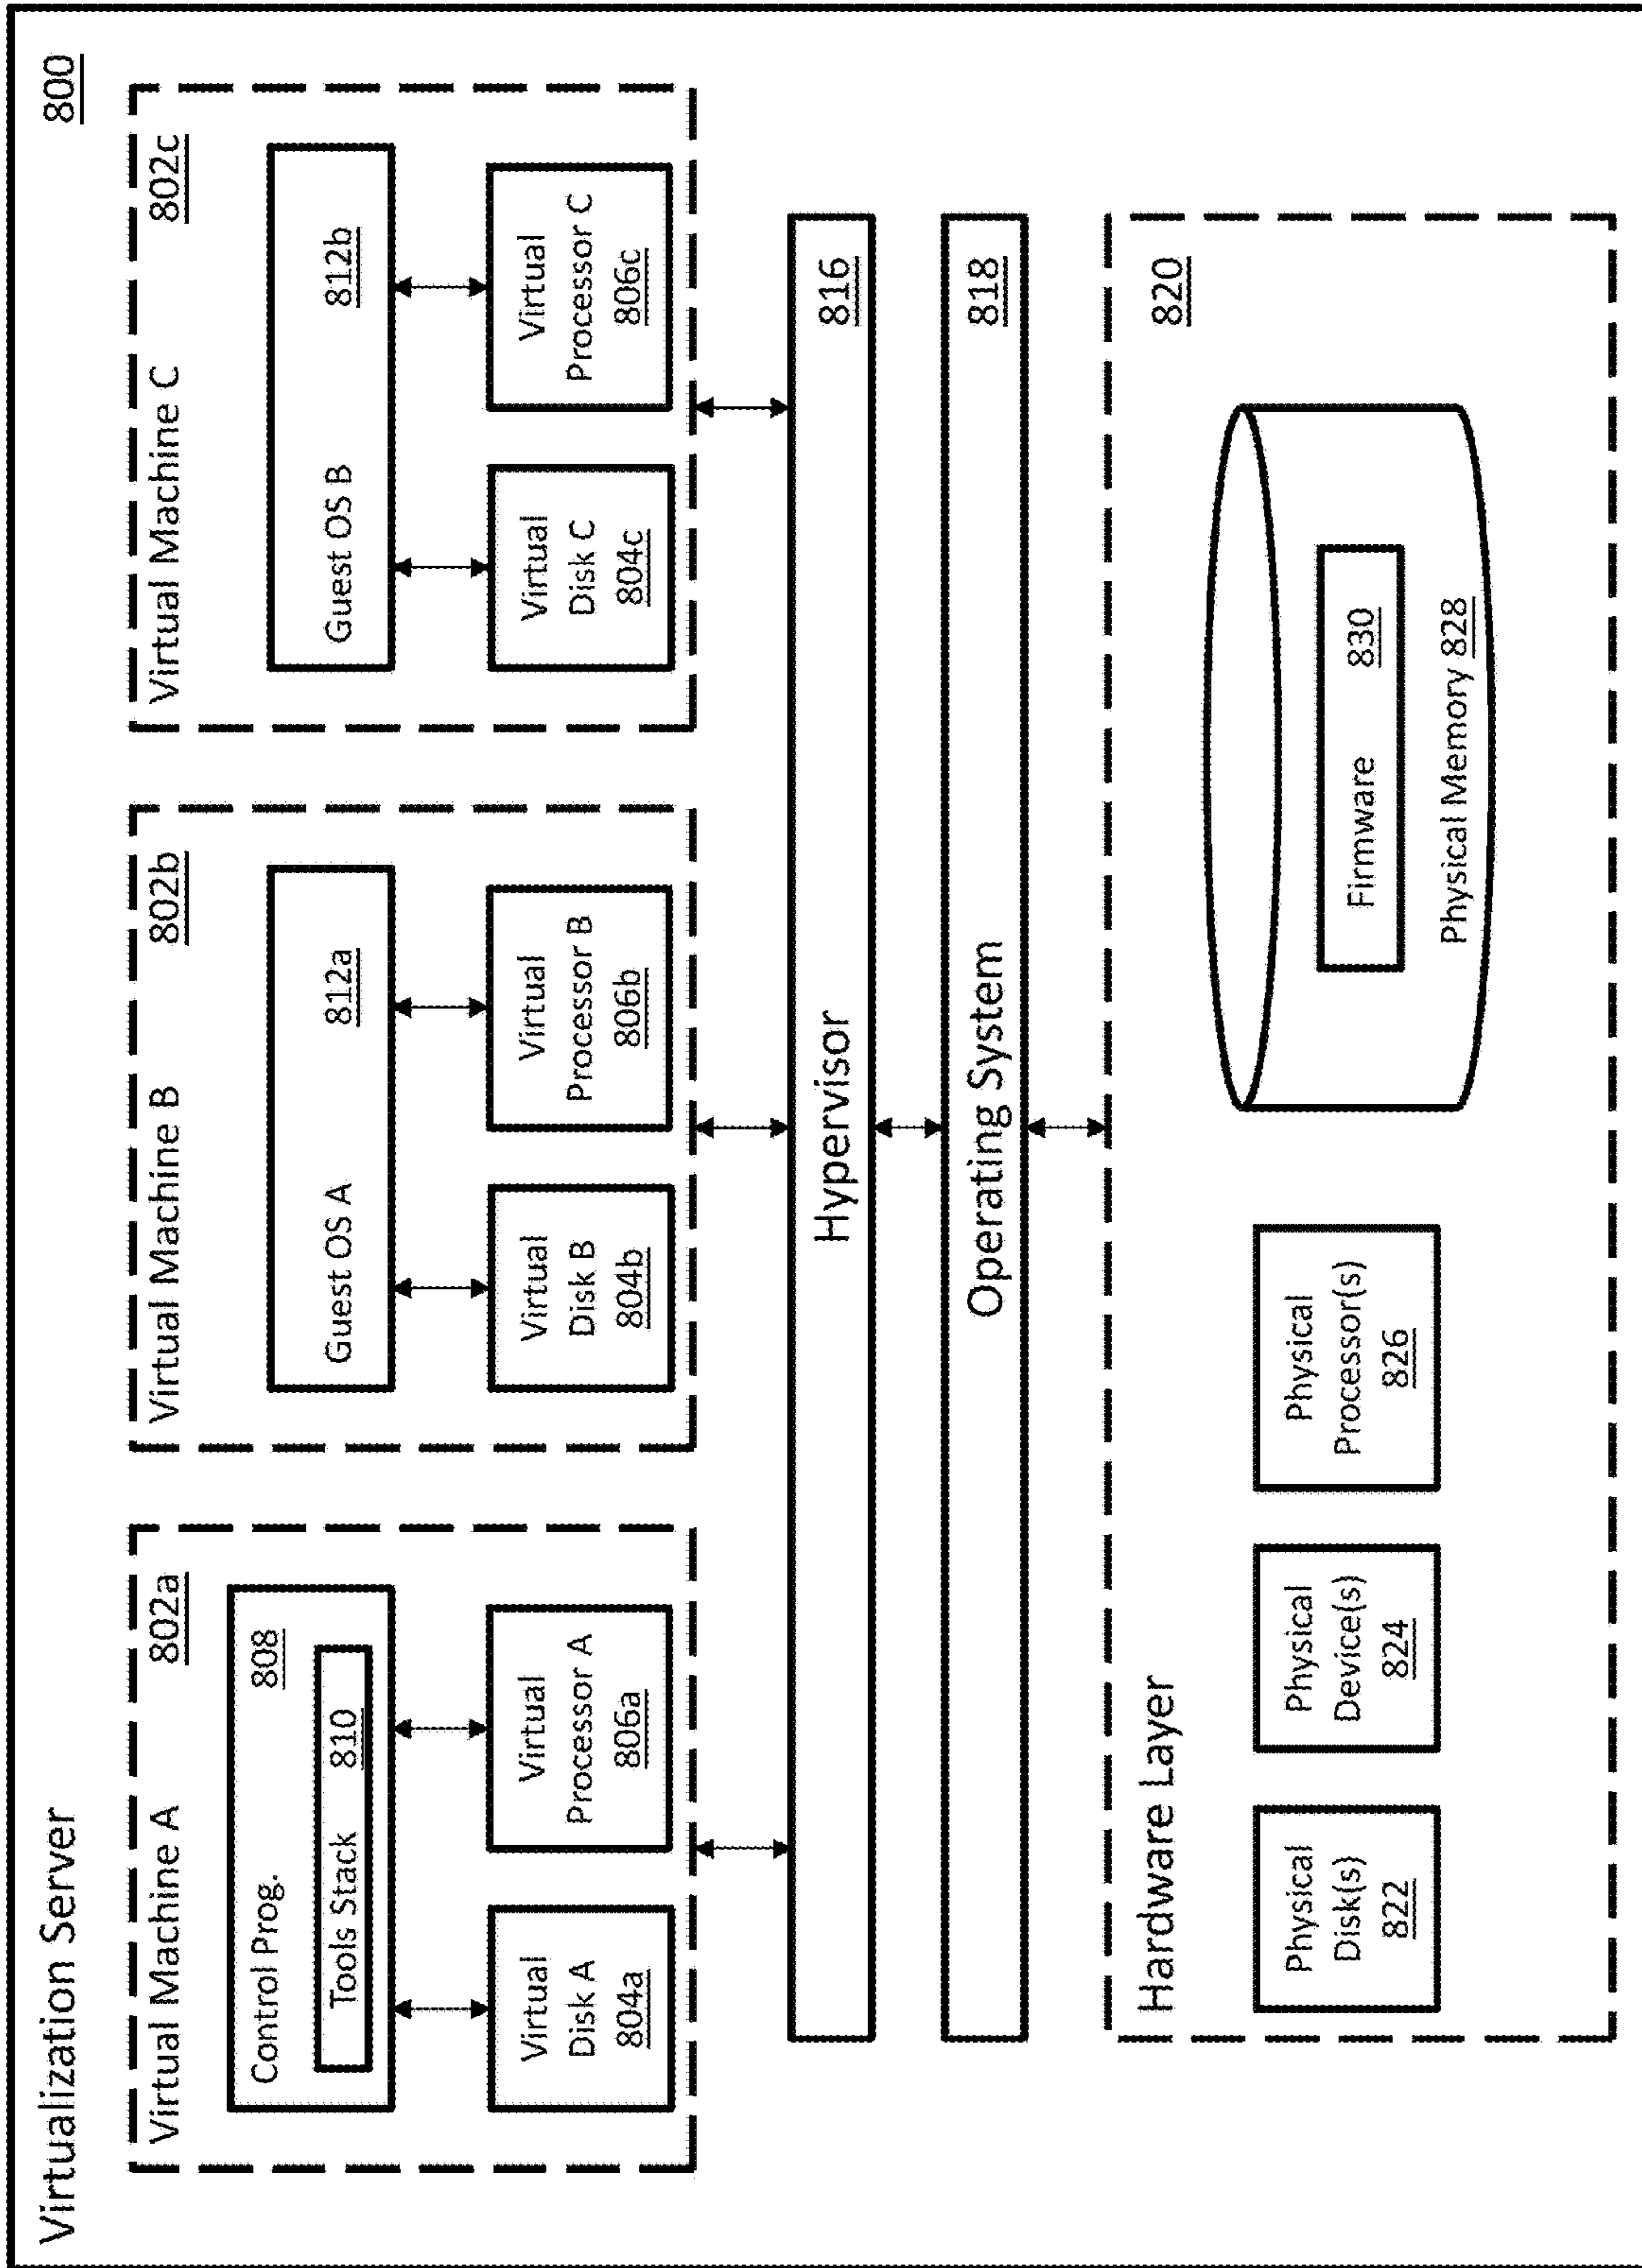 Virtualization Server 800
Virtual Machine A 802a
Control Prog. 808
Tools Stack 810
Virtual
Disk A
804a
Virtual
Processor A
806a
Virtual Machine B 802b
Guest OS A 812a
Virtual
Disk B
804b
Virtual
Processor B
806b
Virtual Machine C 802c
Guest OS B 812b
Virtual
Disk C
804c
Virtual
Processor C
806c
Hypervisor 816
Operating System 818
Hardware Layer 820
Physical
Disk(s)
822
Physical
Device(s)
824
Physical
Processor(s)
826
Firmware 830
Physical Memory 828